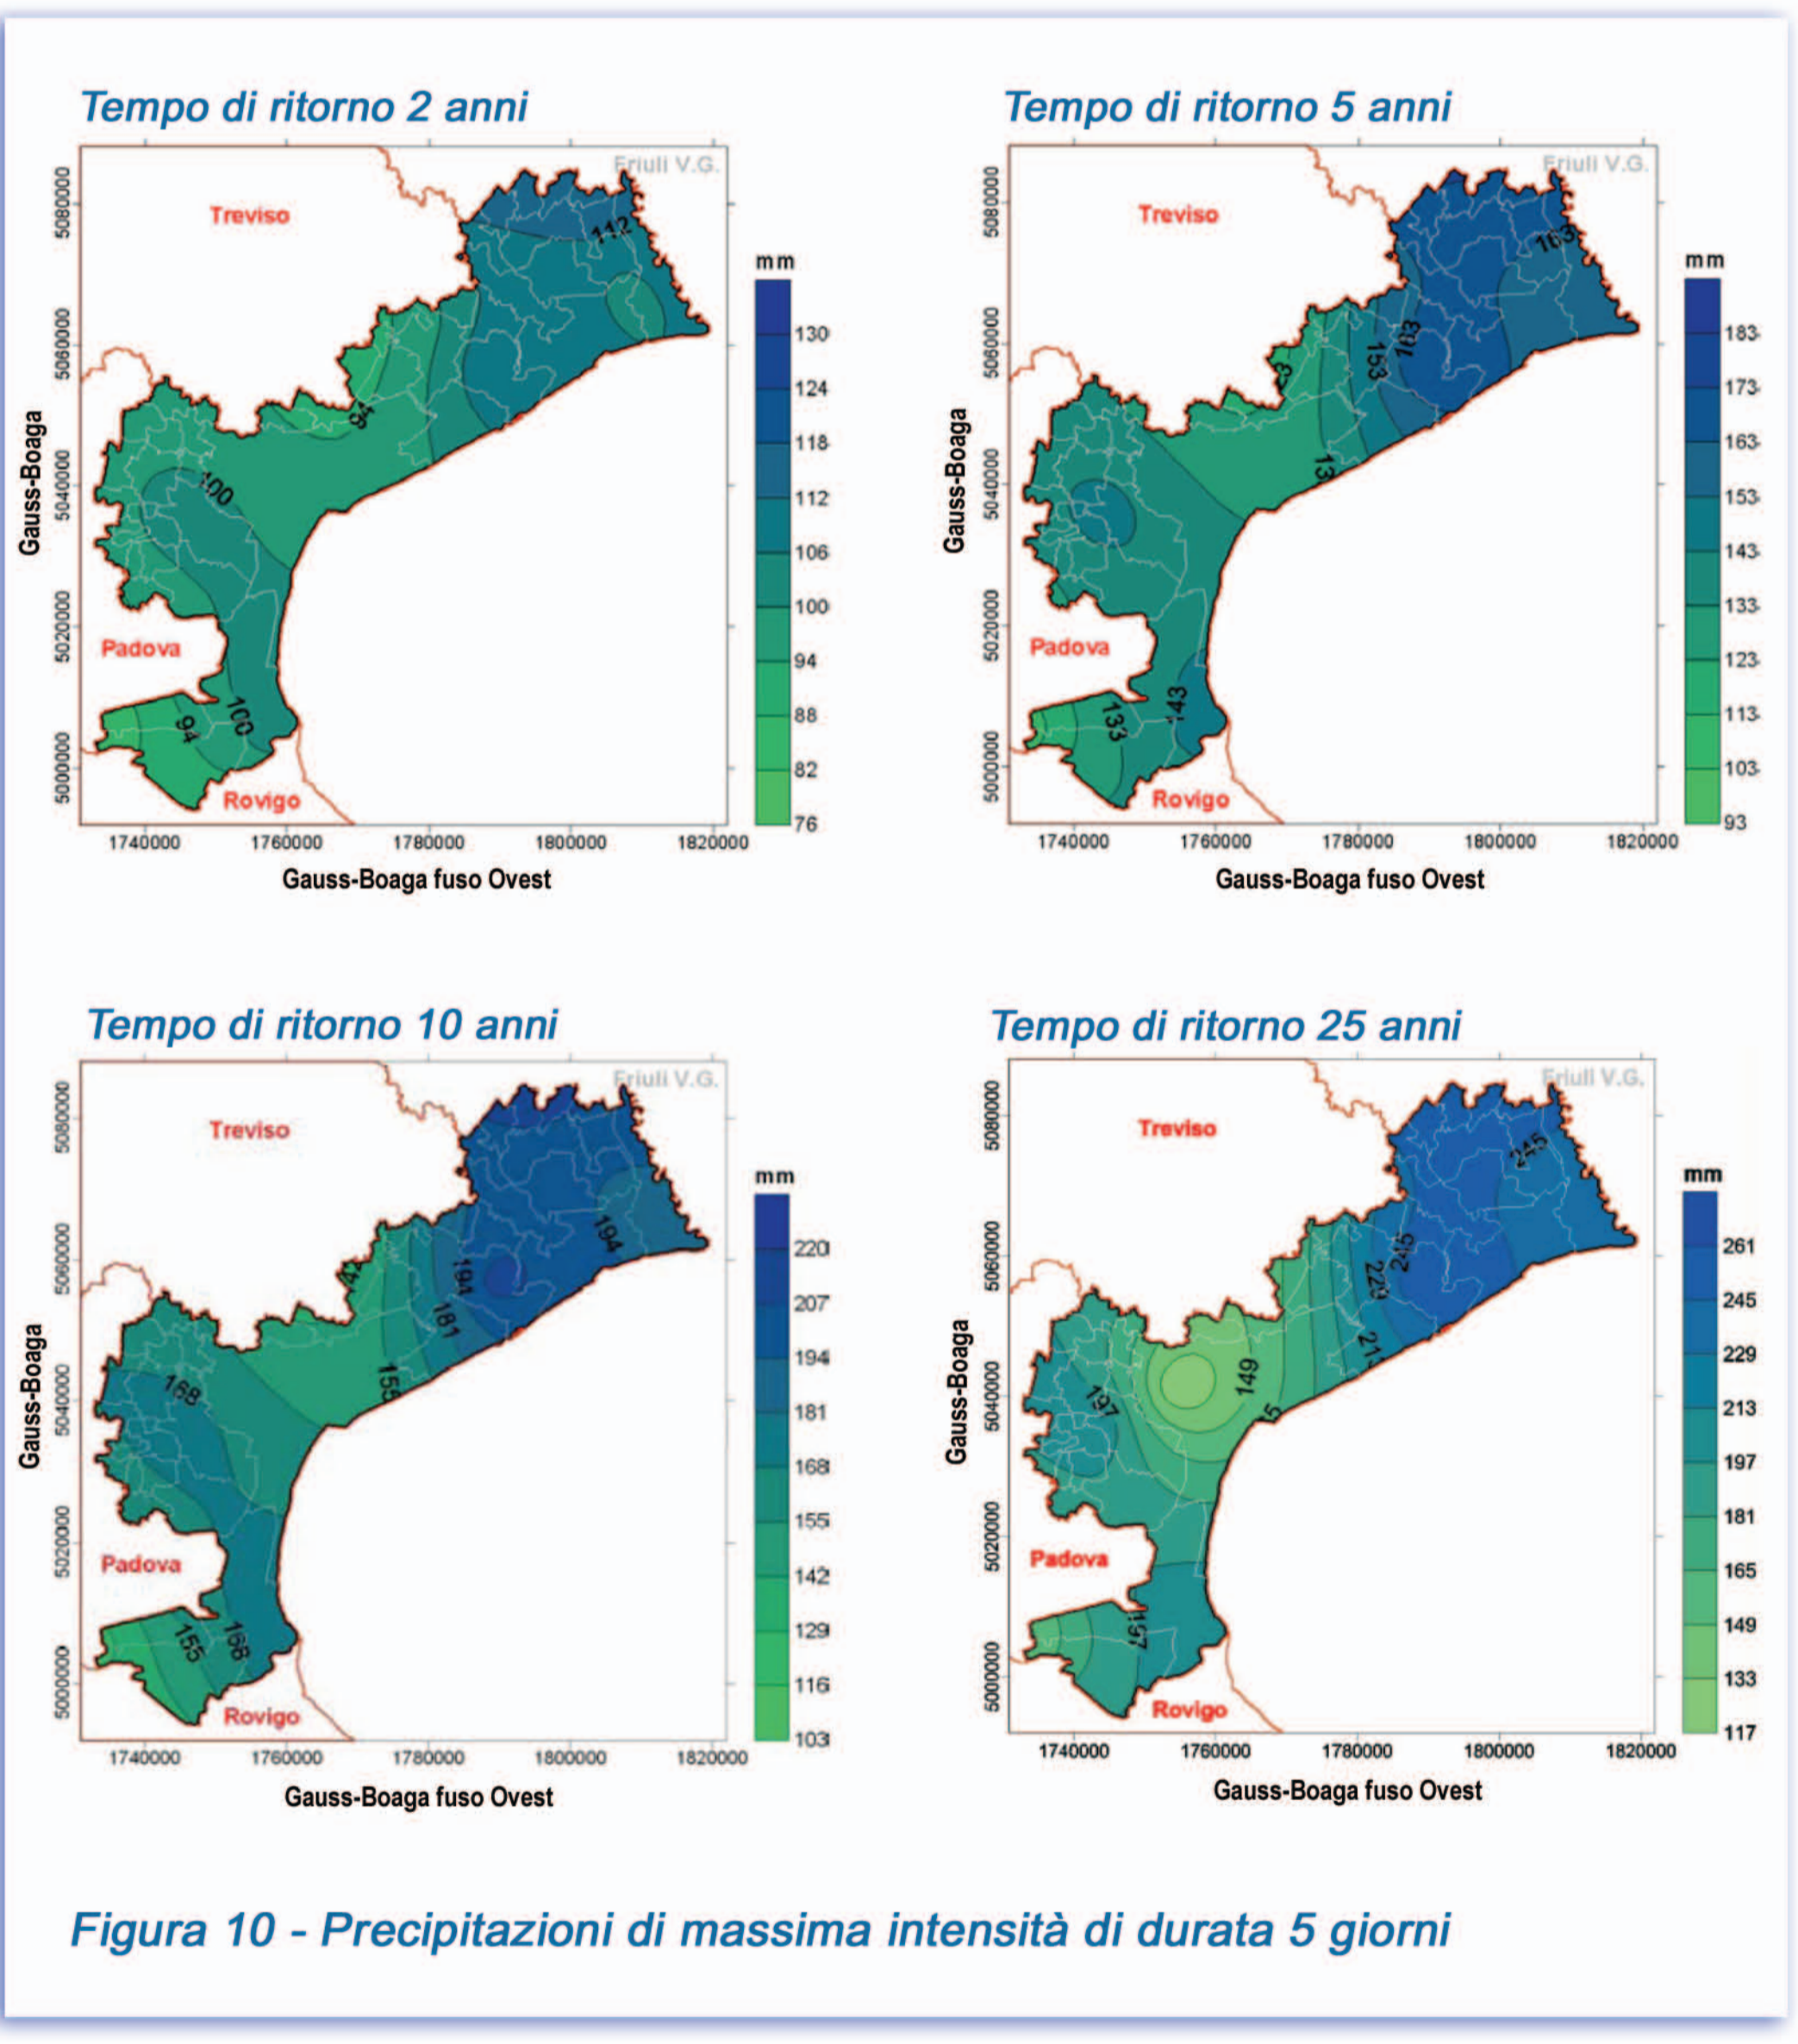 Tempo di ritorno 2 anni
Friuli V.G.
Treviso
Padova
Rovigo
112
94
100
94
100
5080000
5060000
5040000
5020000
5000000
Gauss-Boaga
1740000 1760000 1780000 1800000 1820000
Gauss-Boaga fuso Ovest
mm
130
124
118
112
106
100
94
88
82
76
Tempo di ritorno 5 anni
Friuli V.G.
Treviso
Padova
Rovigo
163
163
153
133
143
5080000
5060000
5040000
5020000
5000000
Gauss-Boaga
1740000 1760000 1780000 1800000 1820000
Gauss-Boaga fuso Ovest
mm
183
173
163
153
143
133
123
113
103
93
Tempo di ritorno 10 anni
Friuli V.G.
Treviso
Padova
Rovigo
194
194
181
155
168
155
168
5080000
5060000
5040000
5020000
5000000
Gauss-Boaga
1740000 1760000 1780000 1800000 1820000
Gauss-Boaga fuso Ovest
mm
220
207
194
181
168
155
142
129
116
103
Tempo di ritorno 25 anni
Friuli V.G.
Treviso
Padova
Rovigo
245
245
229
149
197
197
5080000
5060000
5040000
5020000
5000000
Gauss-Boaga
1740000 1760000 1780000 1800000 1820000
Gauss-Boaga fuso Ovest
mm
261
245
229
213
197
181
165
149
133
117
Figura 10 - Precipitazioni di massima intensità di durata 5 giorni